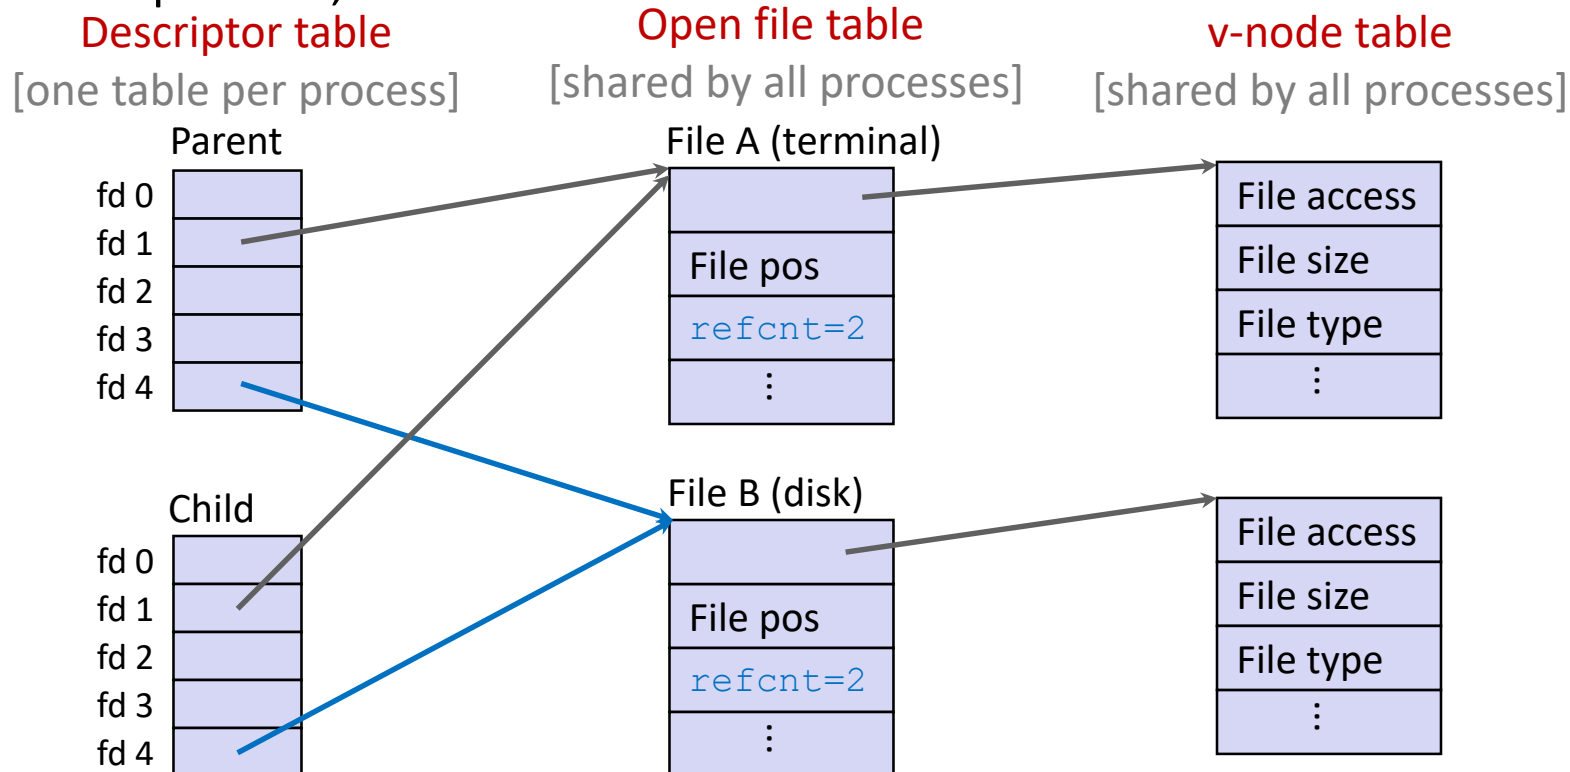 Descriptor table
[one table per process]
Open file table
[shared by all processes]
v-node table
[shared by all processes]
Parent
fd 0
fd 1
fd 2
fd 3
fd 4
File A (terminal)
File pos
refcnt=2
⋮
File access
File size
File type
⋮
Child
fd 0
fd 1
fd 2
fd 3
fd 4
File B (disk)
File pos
refcnt=2
⋮
File access
File size
File type
⋮